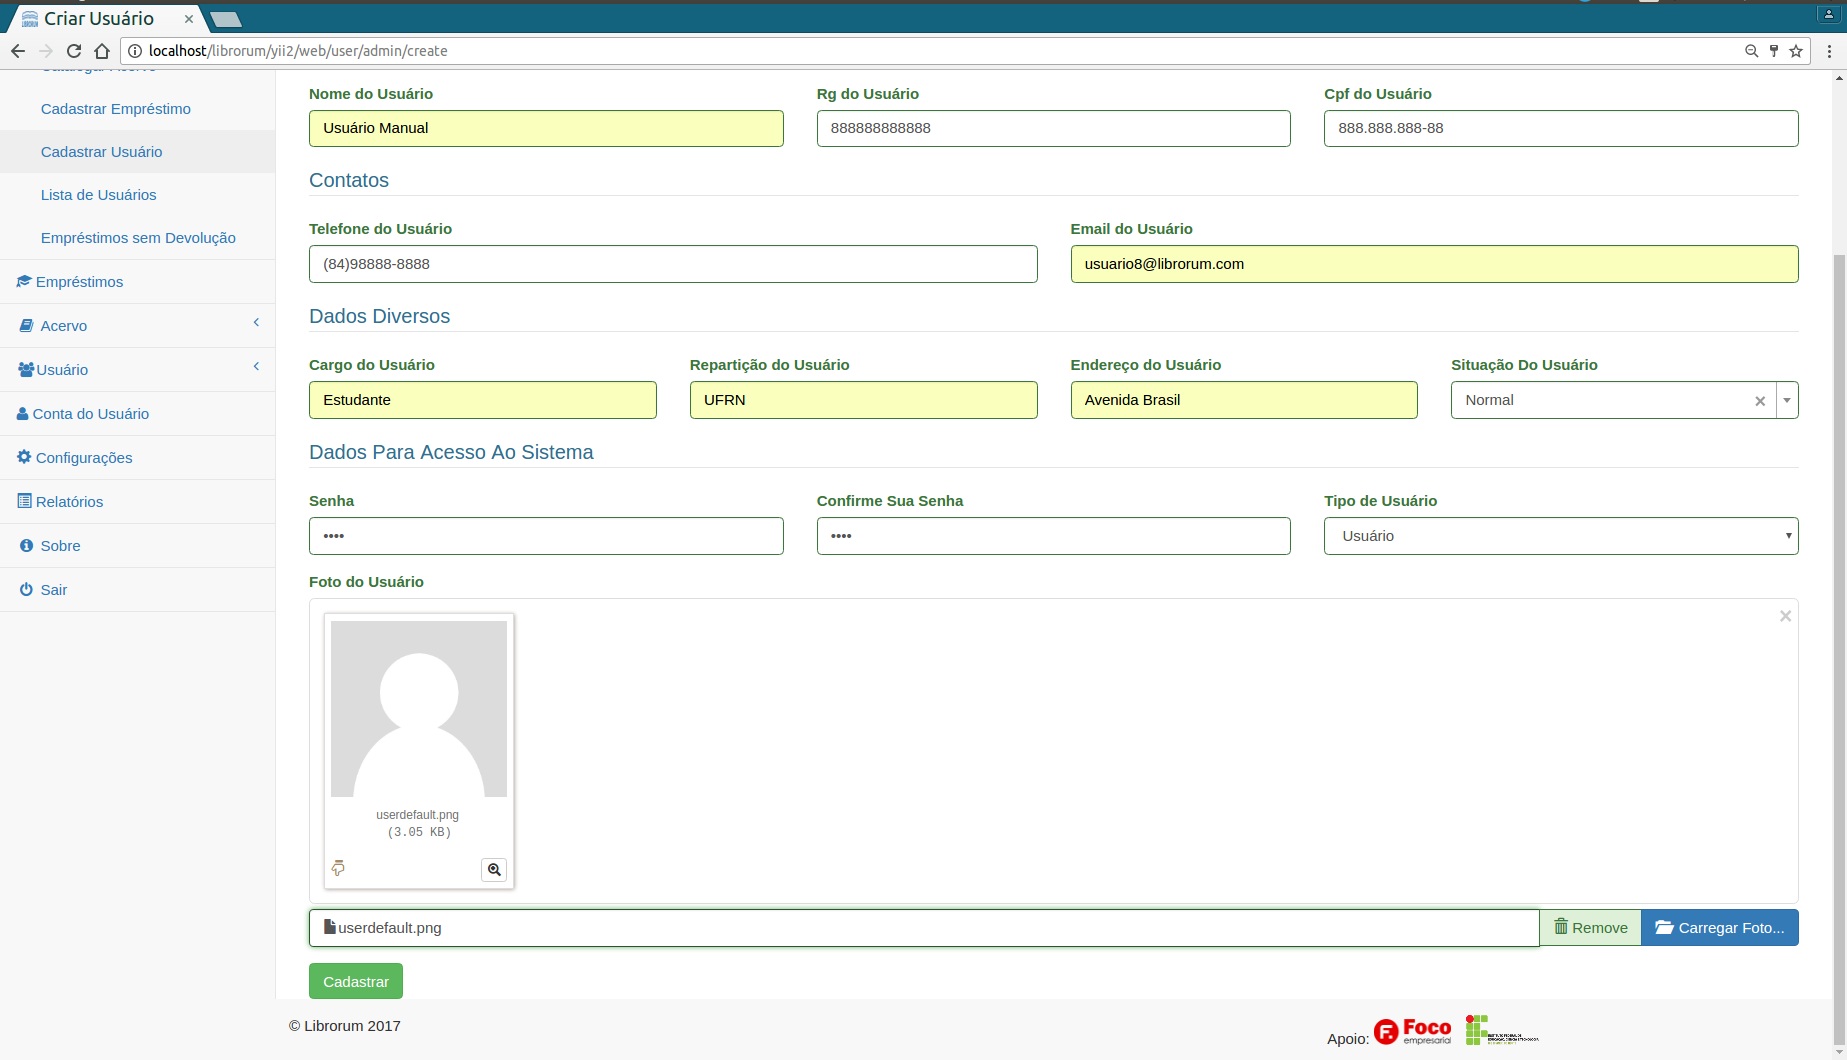 Criar Usuário
localhost/librorum/yii2/web/user/admin/create
Catalogar Acervo
Cadastrar Empréstimo
Cadastrar Usuário
Lista de Usuários
Empréstimos sem Devolução
Empréstimos
Acervo
Usuário
Conta do Usuário
Configurações
Relatórios
Sobre
Sair
Nome do Usuário Rg do Usuário Cpf do Usuário
Usuário Manual 888888888888 888.888.888-88
Contatos
Telefone do Usuário Email do Usuário
(84)98888-8888 usuario8@librorum.com
Dados Diversos
Cargo do Usuário Repartição do Usuário Endereço do Usuário Situação Do Usuário
Estudante UFRN Avenida Brasil Normal
Dados Para Acesso Ao Sistema
Senha Confirme Sua Senha Tipo de Usuário
•••• •••• Usuário
Foto do Usuário
userdefault.png
(3.05 KB)
userdefault.png Remove Carregar Foto...
Cadastrar
© Librorum 2017
Apoio: F. Foco empresarial